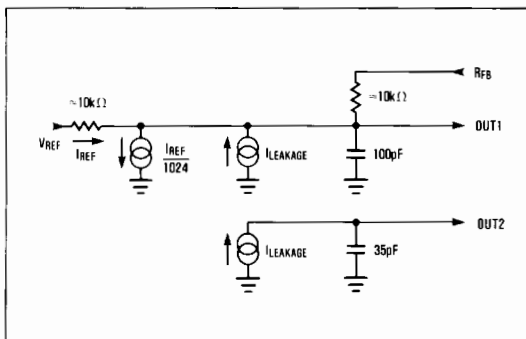 RFB
≈10kΩ
≈10kΩ
OUT1
VREF
IREF
IREF
1024
ILEAKAGE
100pF
OUT2
ILEAKAGE
35pF